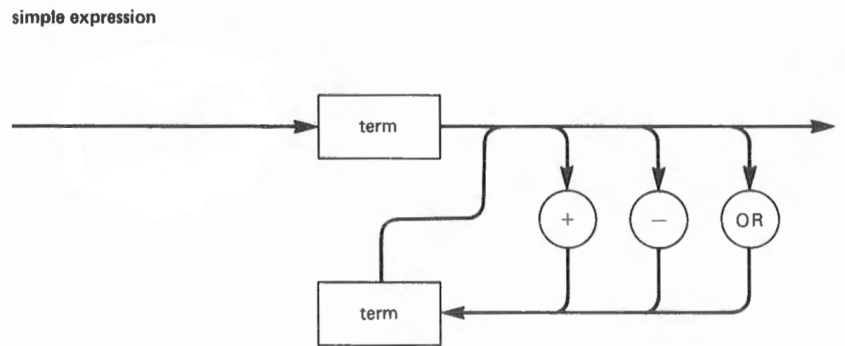 simple expression
term
+
−
OR
term